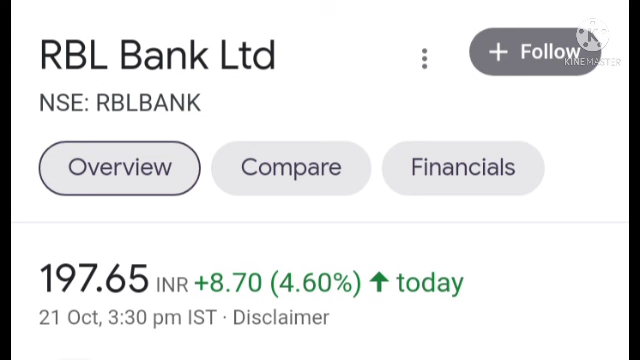 RBL Bank Ltd
+ Follow
KINEMASTER
NSE: RBLBANK
Overview
Compare
Financials
197.65 INR +8.70 (4.60%) ↑ today
21 Oct, 3:30 pm IST · Disclaimer